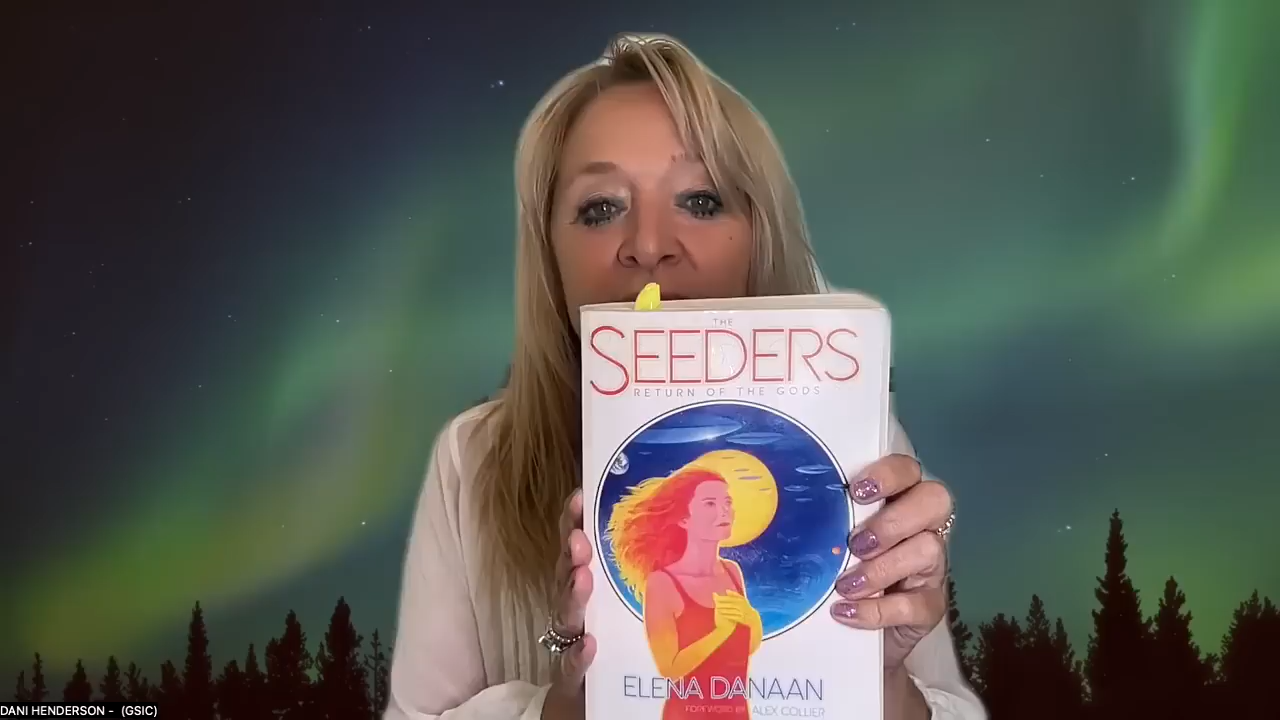 THE
SEEDERS
RETURN OF THE GODS
ELENA DANAAN
FOREWORD BY ALEX COLLIER
DANI HENDERSON - (GSIC)